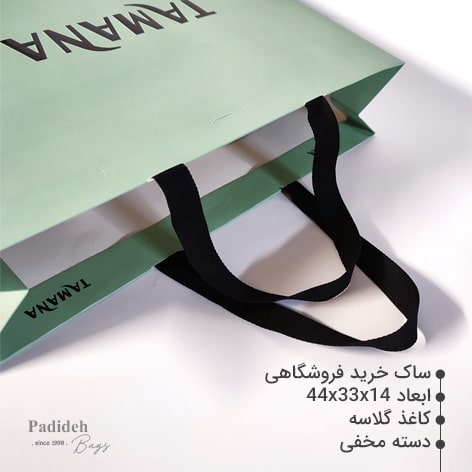 TAMANA
TAMANA
ساک خرید فروشگاهی
ابعاد 44x33x14
کاغذ گلاسه
دسته مخفی
Padideh
. since 1998 .
Bags